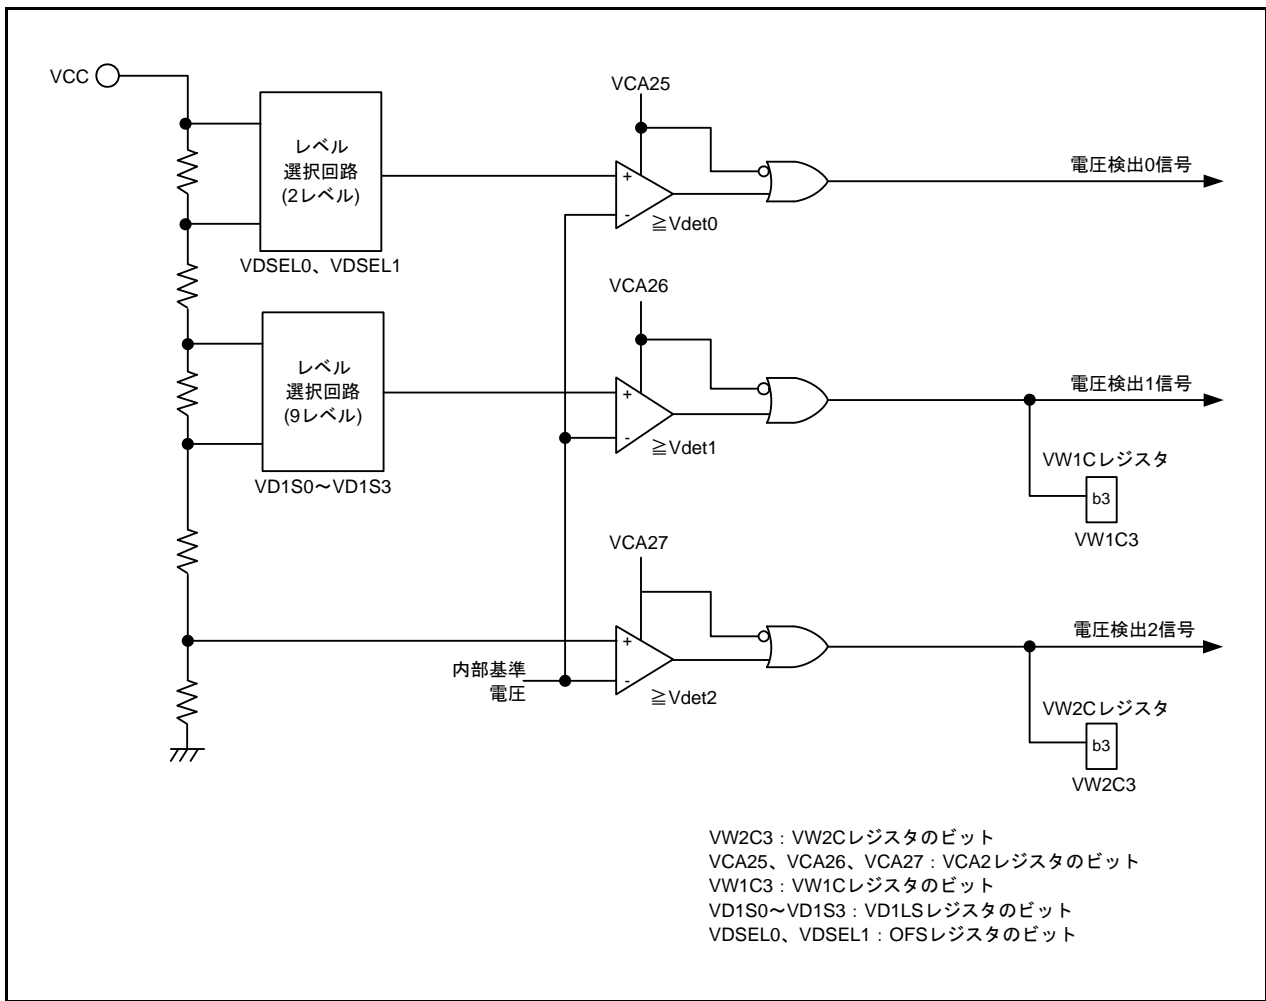 VCC
レベル
選択回路
(2レベル)
VDSEL0、VDSEL1
VCA25
+
-
≧Vdet0
電圧検出0信号
レベル
選択回路
(9レベル)
VD1S0～VD1S3
VCA26
+
-
≧Vdet1
電圧検出1信号
VW1Cレジスタ
b3
VW1C3
VCA27
+
-
≧Vdet2
内部基準
電圧
電圧検出2信号
VW2Cレジスタ
b3
VW2C3
VW2C3：VW2Cレジスタのビット
VCA25、VCA26、VCA27：VCA2レジスタのビット
VW1C3：VW1Cレジスタのビット
VD1S0～VD1S3：VD1LSレジスタのビット
VDSEL0、VDSEL1：OFSレジスタのビット